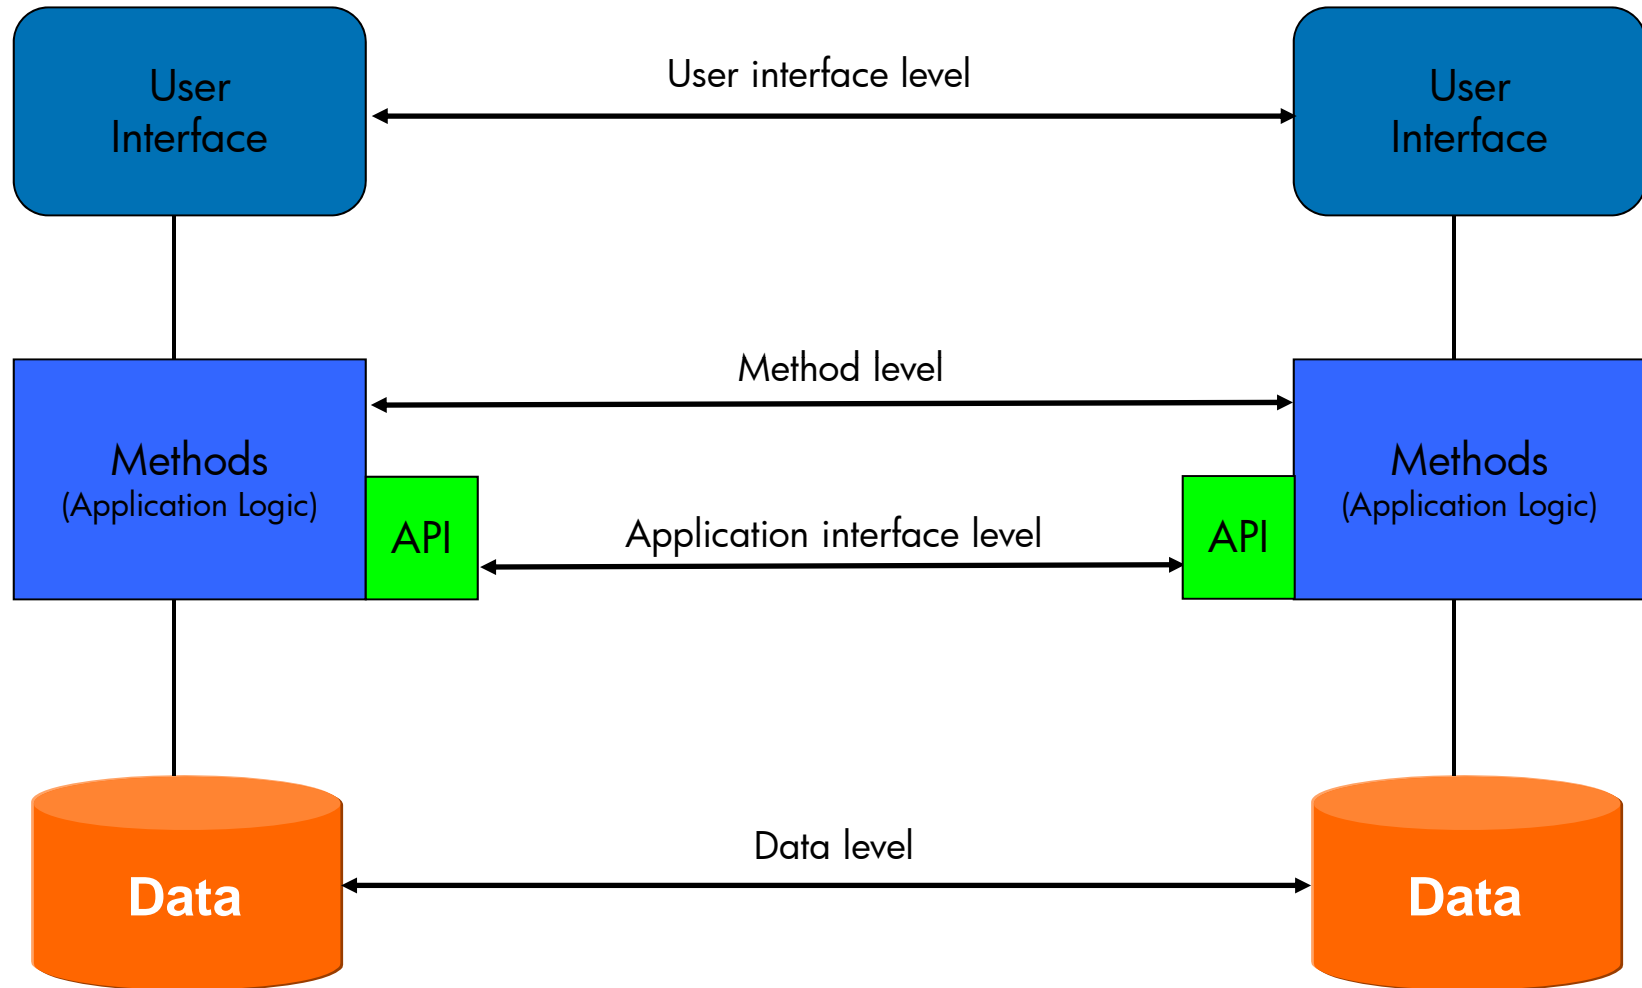 User
Interface
User interface level
User
Interface
Method level
Methods
(Application Logic)
API
Application interface level
API
Methods
(Application Logic)
Data level
Data
Data